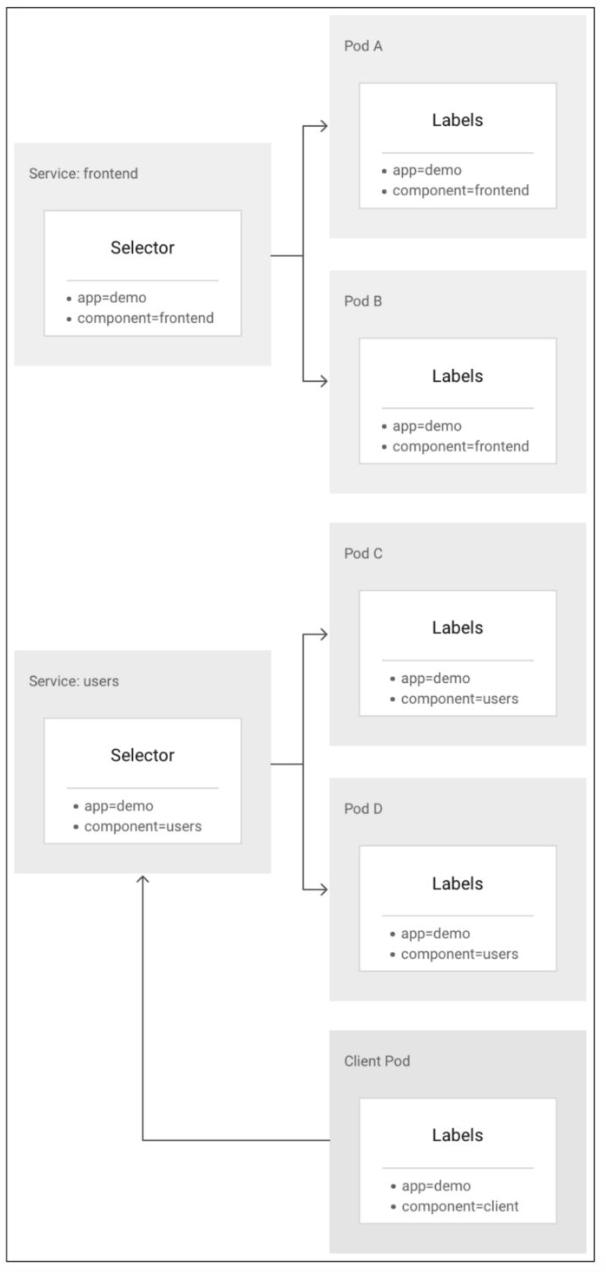 Pod A
Labels
• app=demo
• component=frontend
Service: frontend
Selector
• app=demo
• component=frontend
Pod B
Labels
• app=demo
• component=frontend
Pod C
Labels
• app=demo
• component=users
Service: users
Selector
• app=demo
• component=users
Pod D
Labels
• app=demo
• component=users
Client Pod
Labels
• app=demo
• component=client